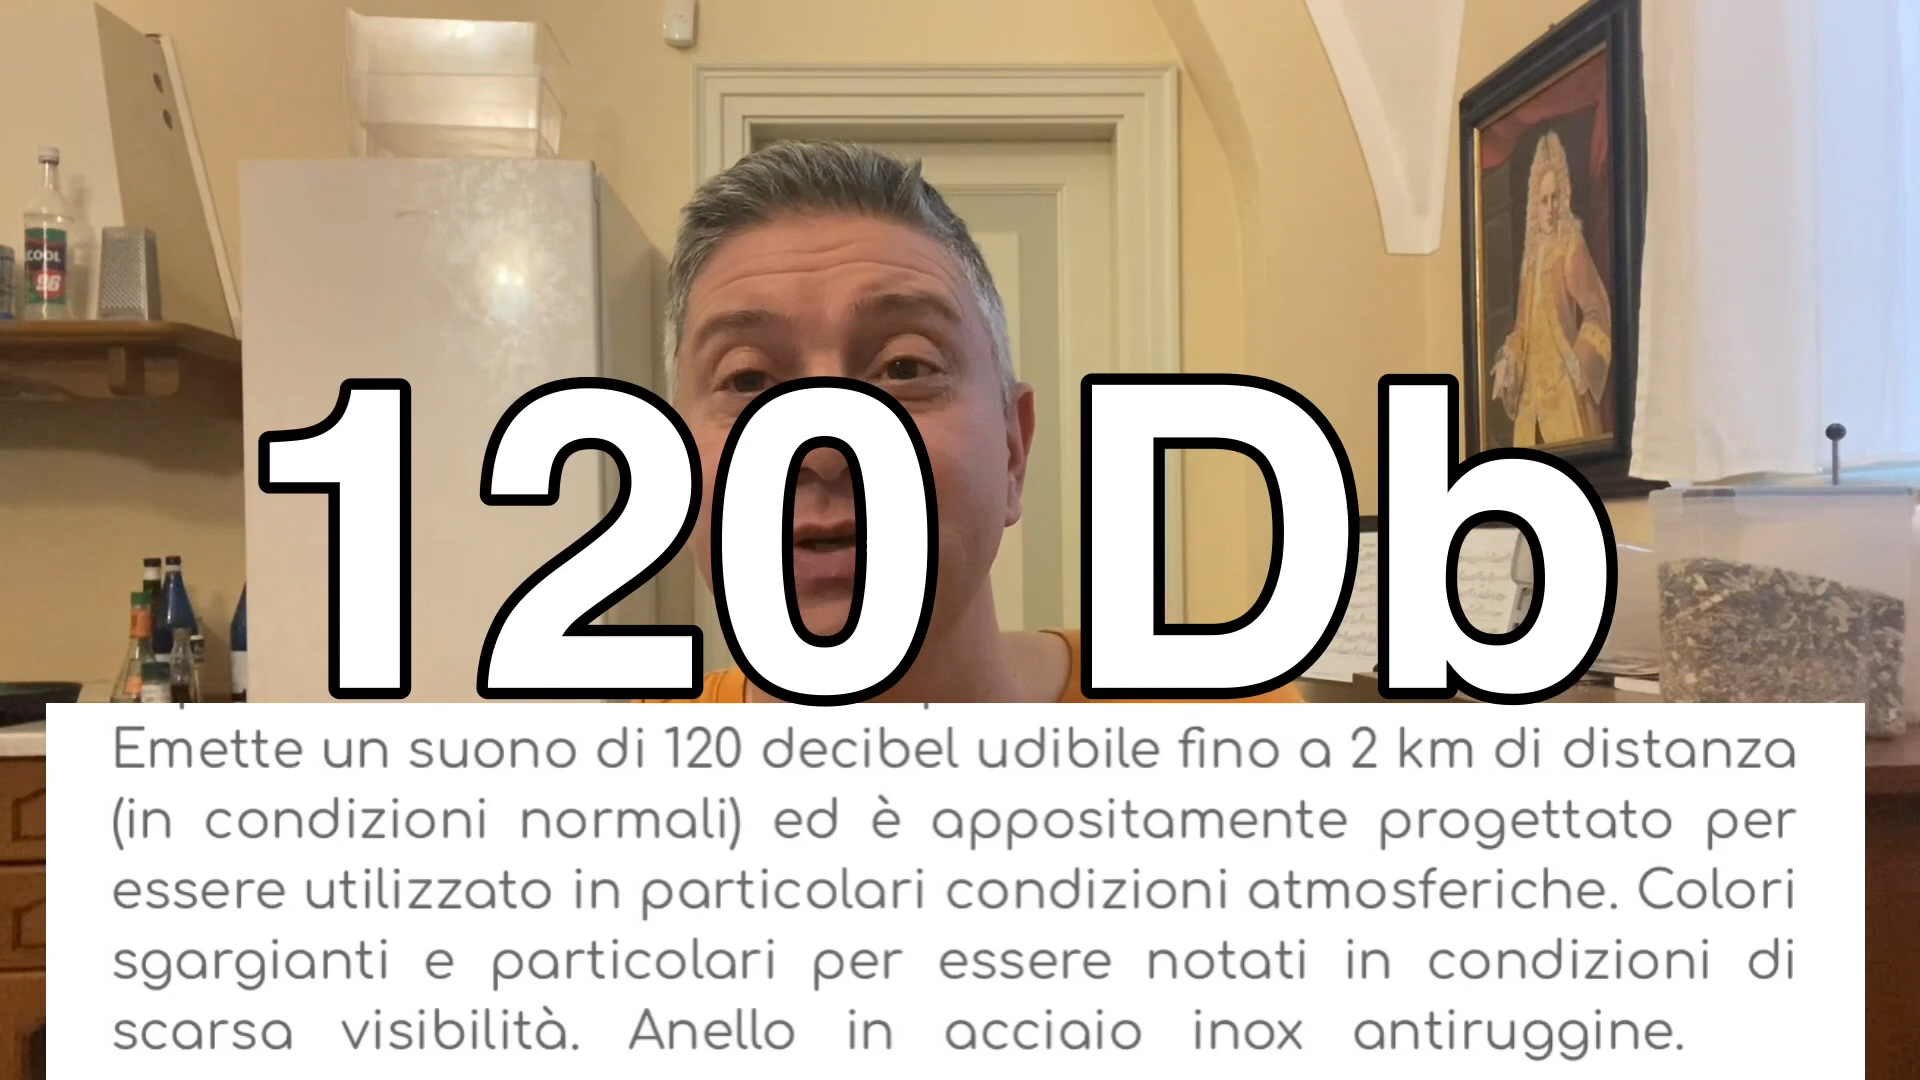 COOL
96
120 Db
Emette un suono di 120 decibel udibile fino a 2 km di distanza
(in condizioni normali) ed è appositamente progettato per
essere utilizzato in particolari condizioni atmosferiche. Colori
sgargianti e particolari per essere notati in condizioni di
scarsa visibilità. Anello in acciaio inox antiruggine.